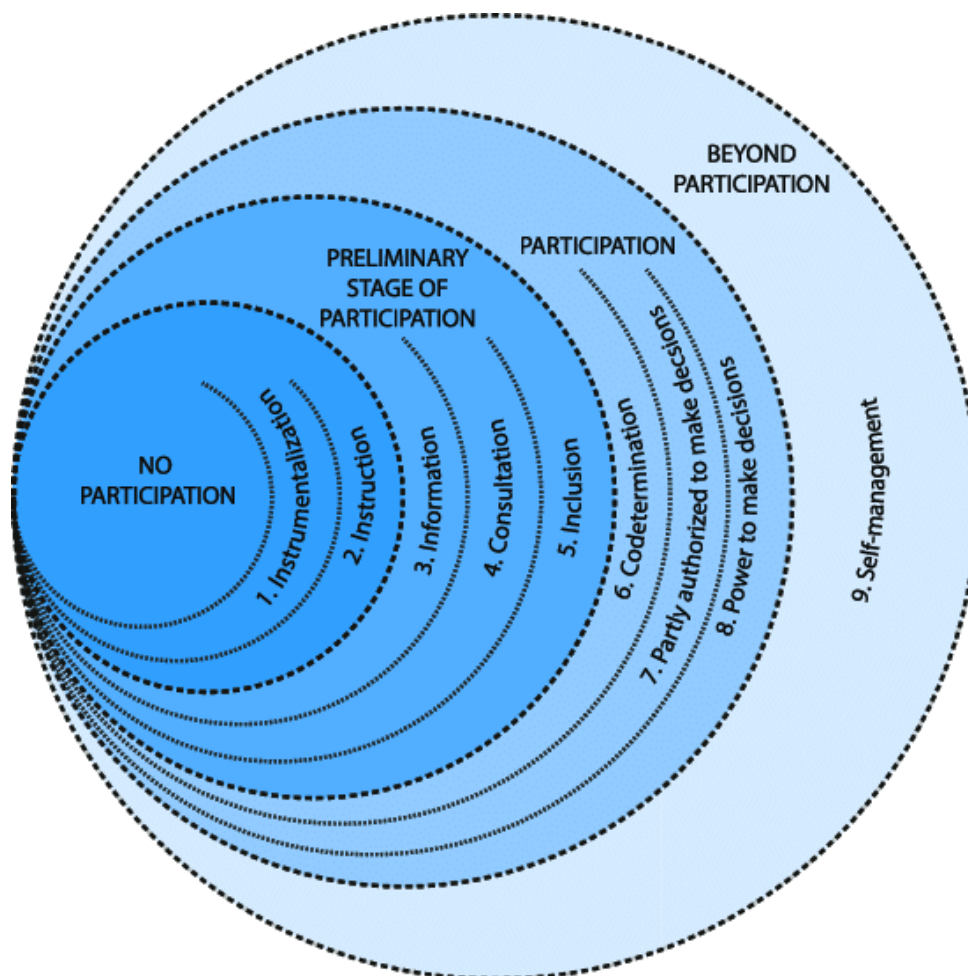 BEYOND
PARTICIPATION
PARTICIPATION
PRELIMINARY
STAGE OF
PARTICIPATION
NO
PARTICIPATION
1. Instrumentalization
2. Instruction
3. Information
4. Consultation
5. Inclusion
6. Codetermination
7. Partly authorized to make decsions
8. Power to make decisions
9. Self-management